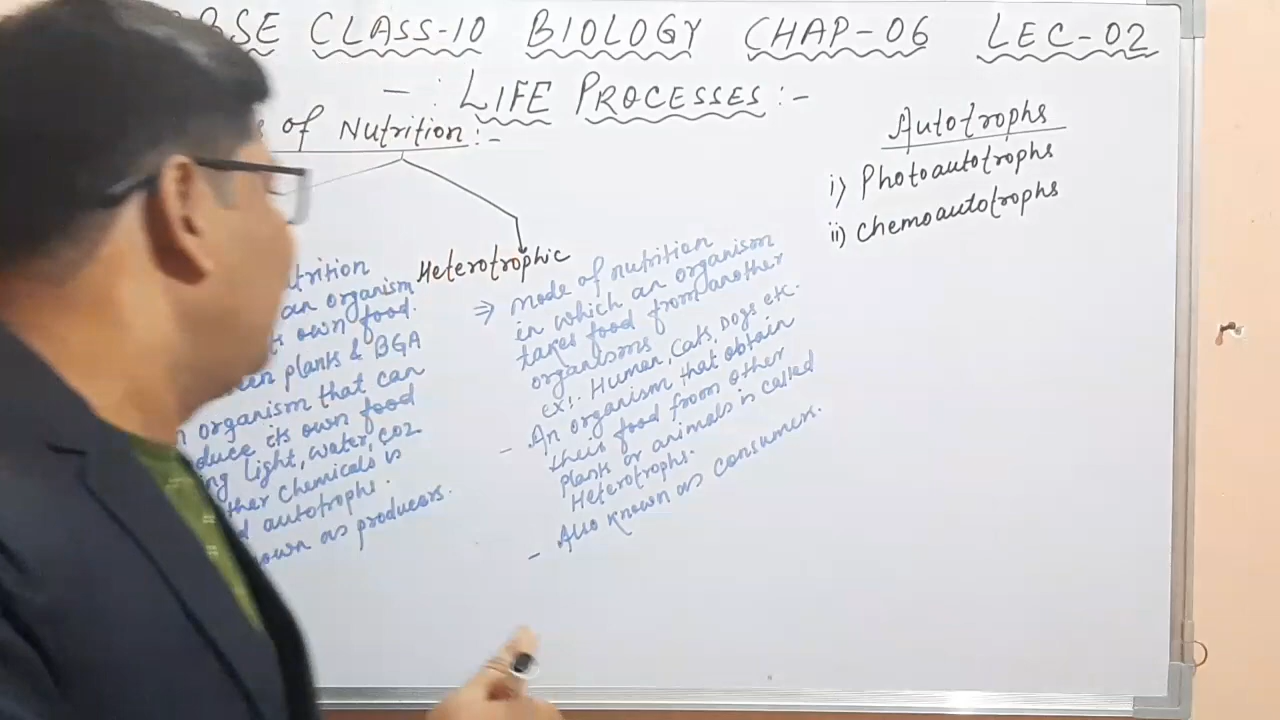 CLASS-10 BIOLOGY CHAP-06 LEC-02
- : LIFE PROCESSES :-
of Nutrition :-
Heterotrophic
an organism
own food.
plants & BGA
organism that can
its own food
light, water, CO2
Chemicals is
autotrophs.
as producers.
⇒ Mode of nutrition
in which an organism
takes food from another
organisms
ex:- Human, Cats, Dogs etc.
- An organism that obtain
their food from other
plants or animals is called
Heterotrophs.
- Also known as consumers.
Autotrophs
i) Photoautotrophs
ii) Chemoautotrophs